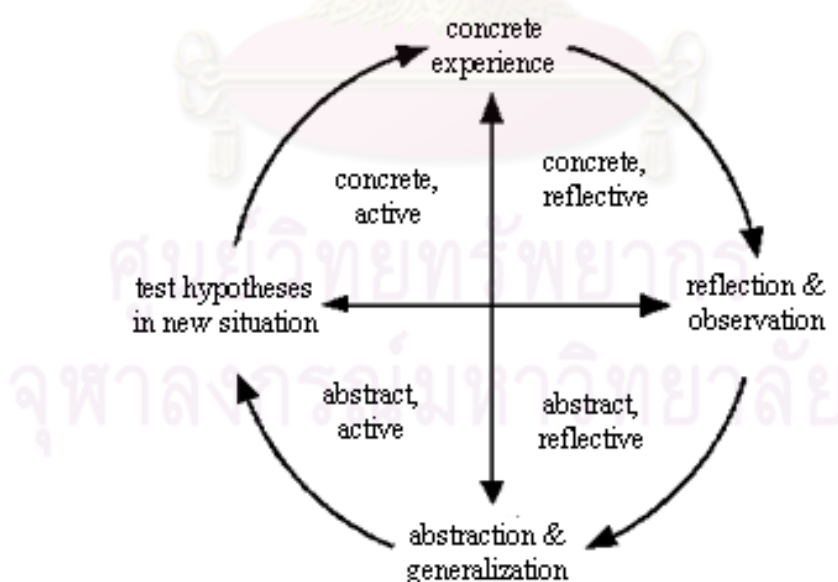 concrete
experience
concrete,
active
concrete,
reflective
ศูนย์วิทยทรัพยากร
test hypotheses
in new situation
reflection &
observation
จุฬาลงกรณ์มหาวิทยาลัย
abstract,
active
abstract,
reflective
abstraction &
generalization